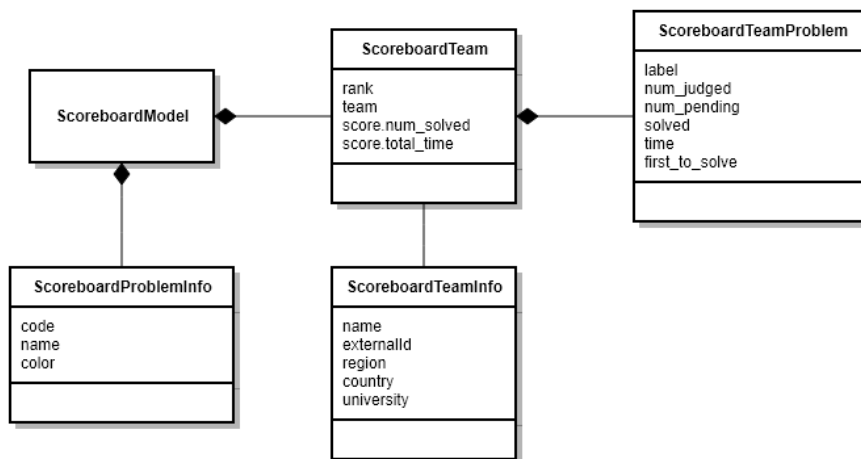 ScoreboardModel
ScoreboardTeam
rank
team
score.num_solved
score.total_time
ScoreboardTeamProblem
label
num_judged
num_pending
solved
time
first_to_solve
ScoreboardProblemInfo
code
name
color
ScoreboardTeamInfo
name
externalId
region
country
university